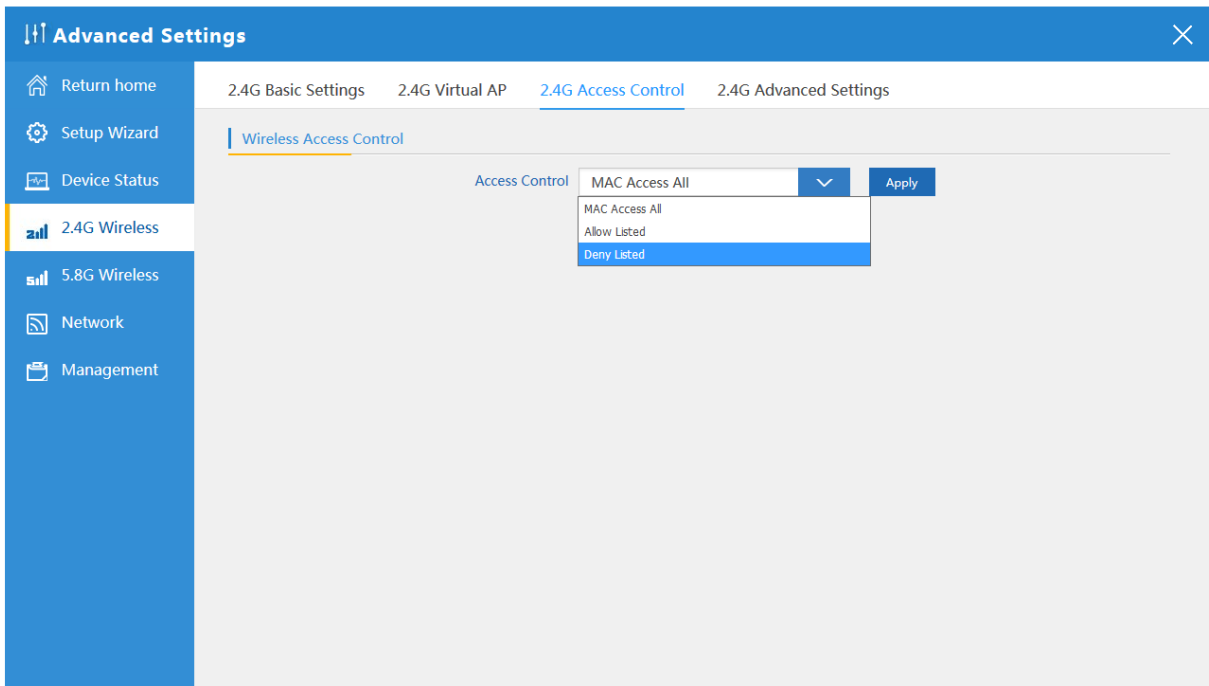 Advanced Settings
Return home
Setup Wizard
Device Status
2.4G Wireless
5.8G Wireless
Network
Management
2.4G Basic Settings 2.4G Virtual AP 2.4G Access Control 2.4G Advanced Settings
Wireless Access Control
Access Control MAC Access All Apply
MAC Access All
Allow Listed
Deny Listed